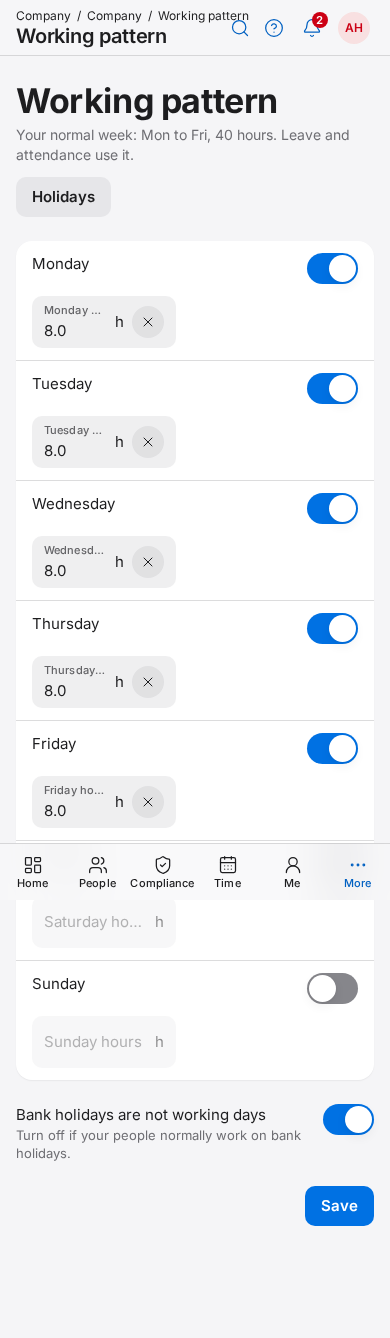 Company / Company / Working pattern
Working pattern
2
AH
Working pattern
Your normal week: Mon to Fri, 40 hours. Leave and
attendance use it.
Holidays
Monday
Monday ...
8.0 h
Tuesday
Tuesday ...
8.0 h
Wednesday
Wednesd...
8.0 h
Thursday
Thursday...
8.0 h
Friday
Friday ho...
8.0 h
Home People Compliance Time Me More
Saturday ho... h
Sunday
Sunday hours h
Bank holidays are not working days
Turn off if your people normally work on bank
holidays.
Save